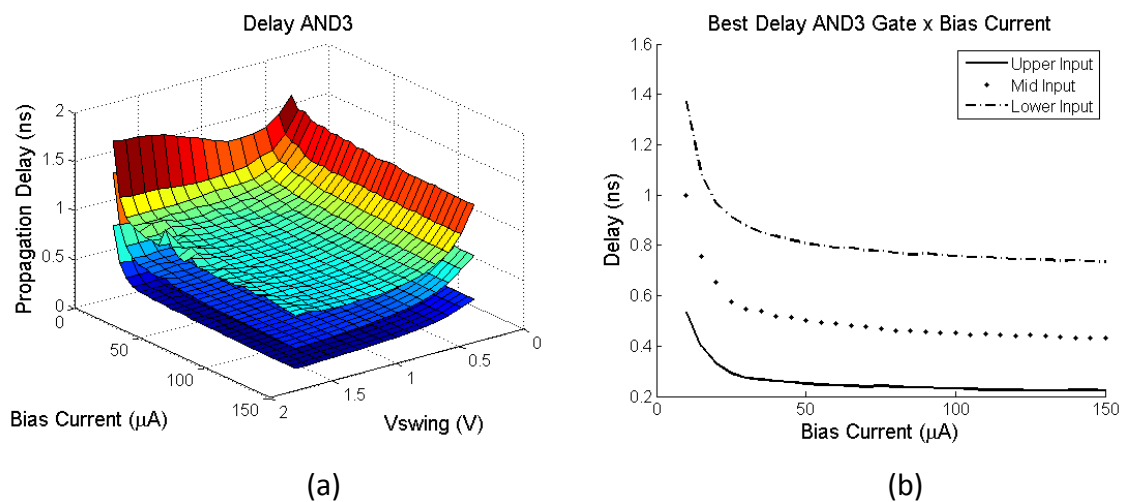 Delay AND3
Propagation Delay (ns)
2
1.5
1
0.5
0
0
50
100
150
Bias Current (μA)
2
1.5
1
0.5
0
Vswing (V)
(a)
Best Delay AND3 Gate x Bias Current
Delay (ns)
1.6
1.4
1.2
1
0.8
0.6
0.4
0.2
0
50
100
150
Bias Current (μA)
Upper Input
Mid Input
Lower Input
(b)